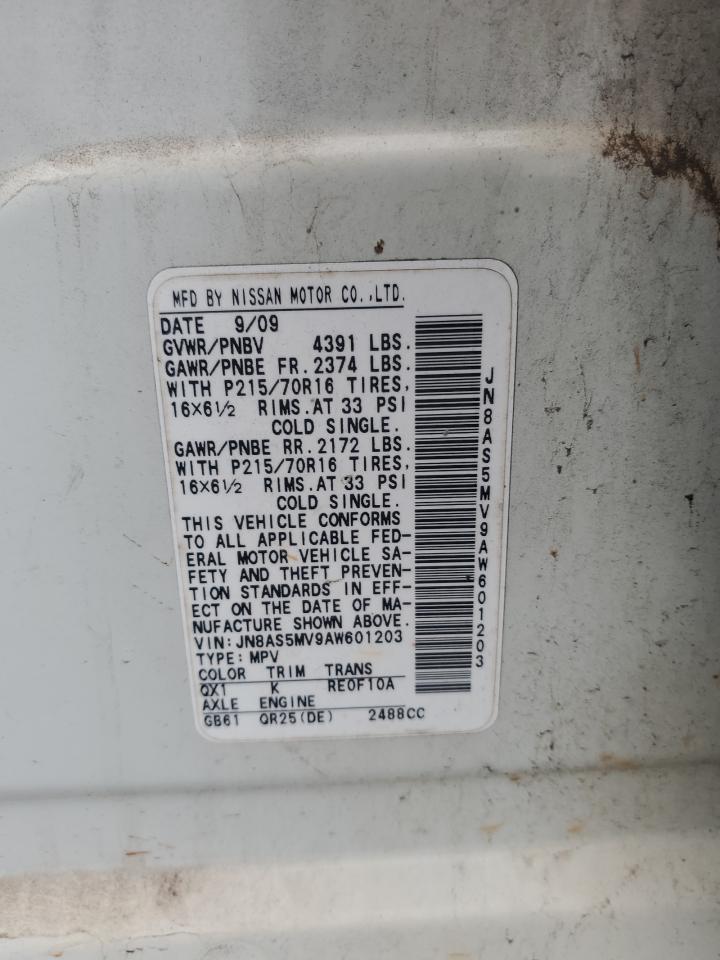 MFD BY NISSAN MOTOR CO.,LTD.
DATE 9/09
GVWR/PNBV 4391 LBS.
GAWR/PNBE FR. 2374 LBS.
WITH P215/70R16 TIRES,
16×6½ RIMS.AT 33 PSI
COLD SINGLE.
GAWR/PNBE RR. 2172 LBS.
WITH P215/70R16 TIRES,
16×6½ RIMS.AT 33 PSI
COLD SINGLE.
THIS VEHICLE CONFORMS
TO ALL APPLICABLE FED-
ERAL MOTOR VEHICLE SA-
FETY AND THEFT PREVEN-
TION STANDARDS IN EFF-
ECT ON THE DATE OF MA-
NUFACTURE SHOWN ABOVE.
VIN:JN8AS5MV9AW601203
TYPE:MPV
COLOR TRIM TRANS
QX1 K RE0F10A
AXLE ENGINE
GB61 QR25(DE) 2488CC
JN8AS5MV9AW601203